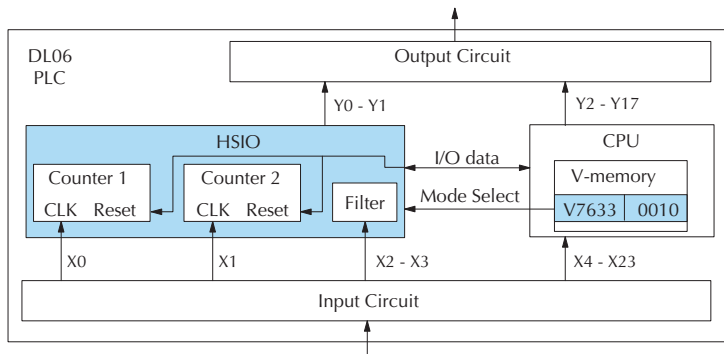 DL06
PLC
Output Circuit
Y0 - Y1
Y2 - Y17
HSIO
CPU
I/O data
Counter 1
Counter 2
V-memory
Mode Select
CLK Reset
CLK Reset
Filter
V7633 0010
X0
X1
X2 - X3
X4 - X23
Input Circuit